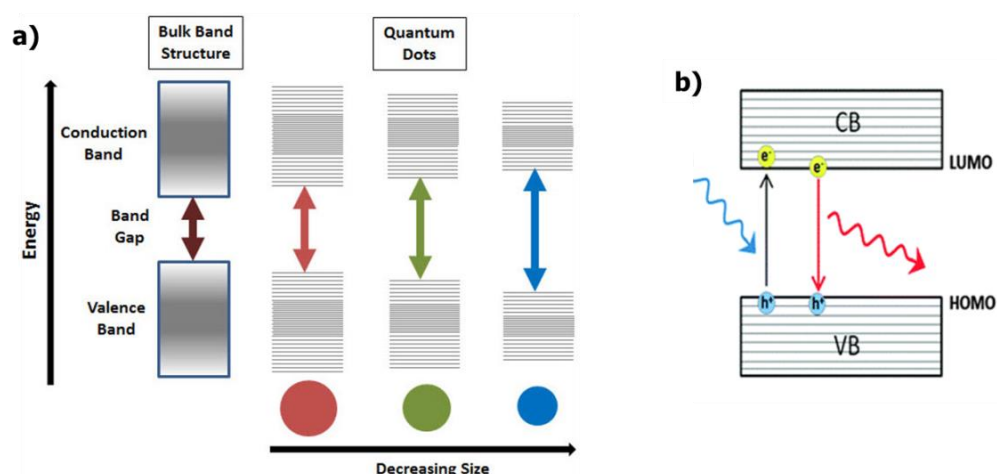 a)
Bulk Band
Structure
Quantum
Dots
Energy
Conduction
Band
Band
Gap
Valence
Band
Decreasing Size
b)
CB
e⁻
e⁻
LUMO
h⁺
h⁺
HOMO
VB